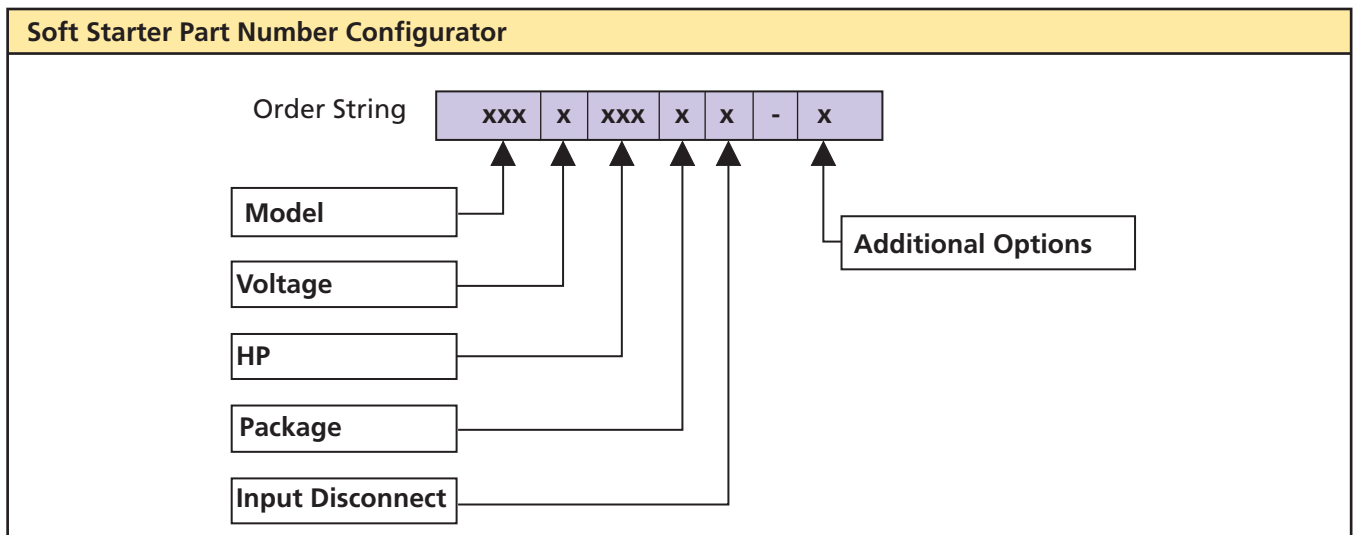 Soft Starter Part Number Configurator
Order String xxx x xxx x x - x
Model
Additional Options
Voltage
HP
Package
Input Disconnect